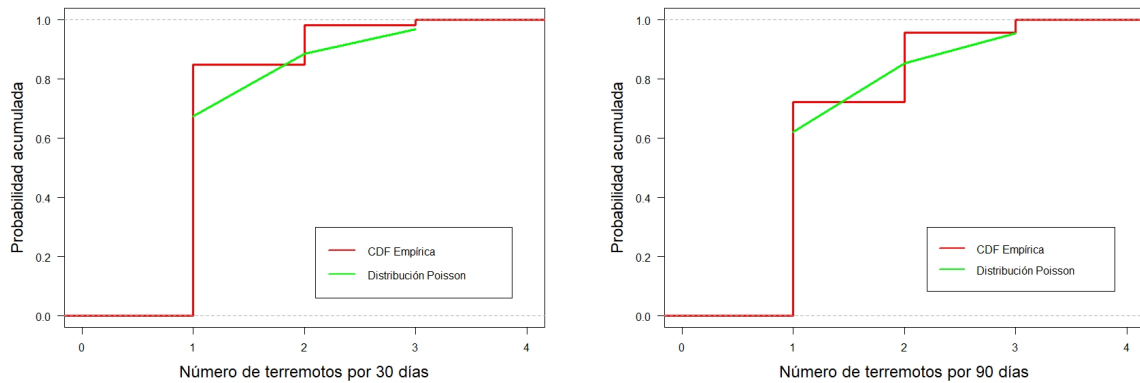 Probabilidad acumulada
1.0
0.8
0.6
0.4
0.2
0.0
CDF Empírica
Distribución Poisson
0 1 2 3 4
Número de terremotos por 30 días
Probabilidad acumulada
1.0
0.8
0.6
0.4
0.2
0.0
CDF Empírica
Distribución Poisson
0 1 2 3 4
Número de terremotos por 90 días